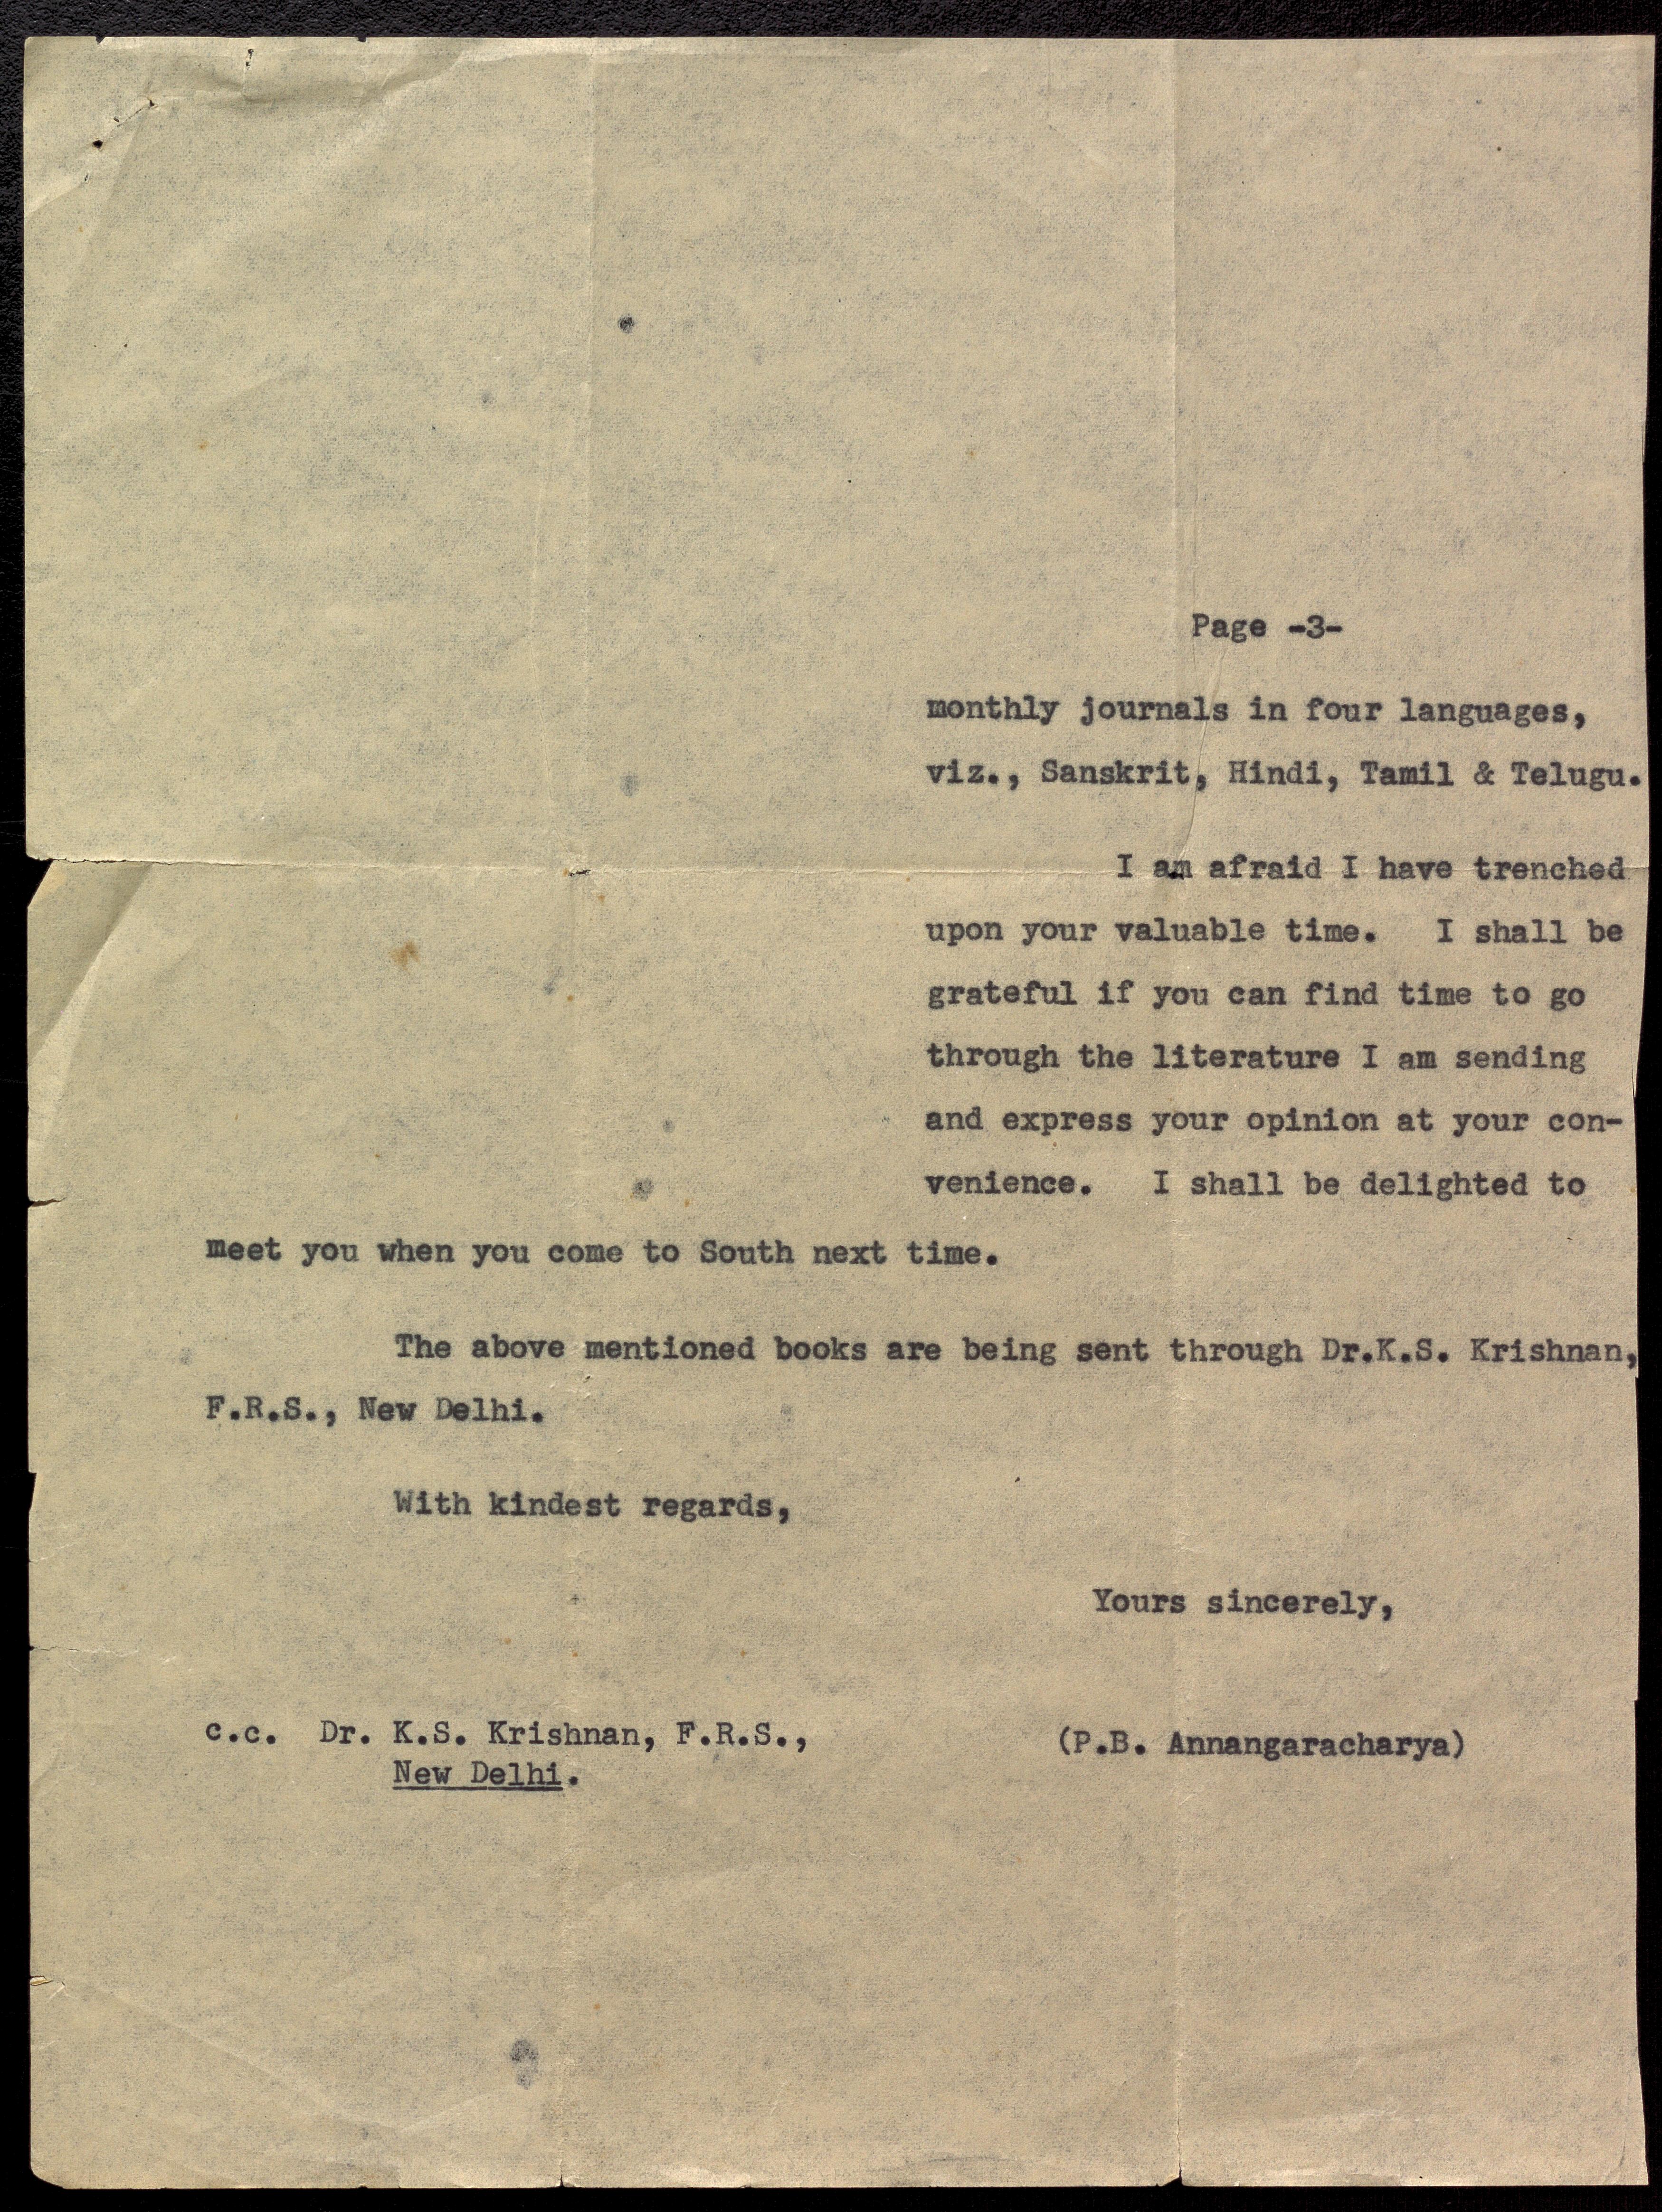 Page -3-
monthly journals in four languages,
viz., Sanskrit, Hindi, Tamil & Telugu.
I am afraid I have trenched
upon your valuable time. I shall be
grateful if you can find time to go
through the literature I am sending
and express your opinion at your con-
venience. I shall be delighted to
meet you when you come to South next time.
The above mentioned books are being sent through Dr.K.S. Krishnan,
F.R.S., New Delhi.
With kindest regards,
Yours sincerely,
c.c. Dr. K.S. Krishnan, F.R.S.,
New Delhi.
(P.B. Annangaracharya)